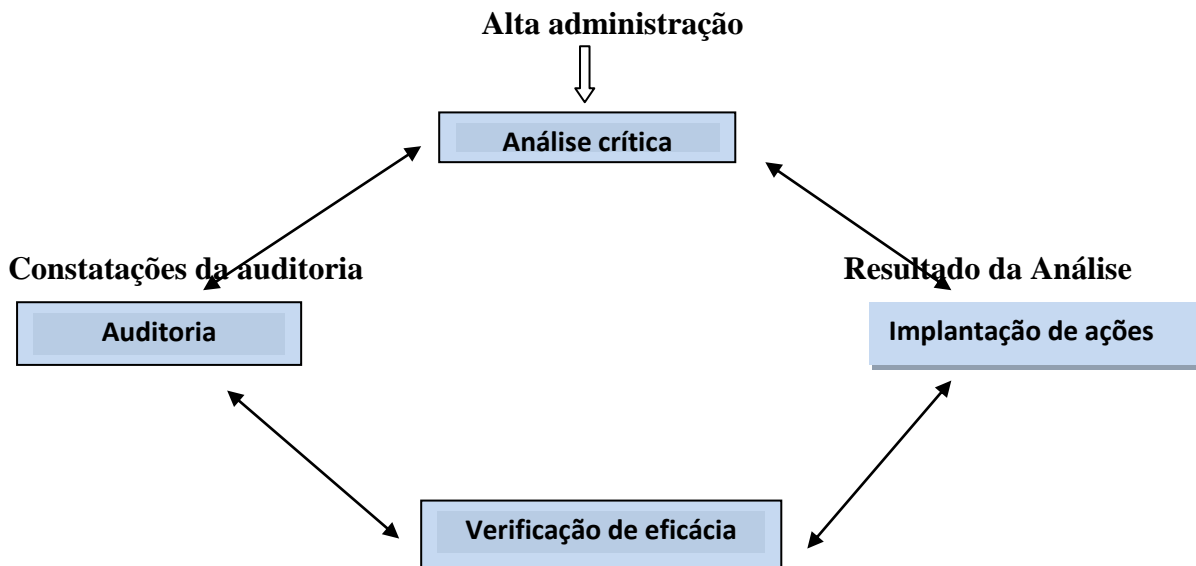 Alta administração
Análise crítica
Constatações da auditoria
Resultado da Análise
Auditoria
Implantação de ações
Verificação de eficácia